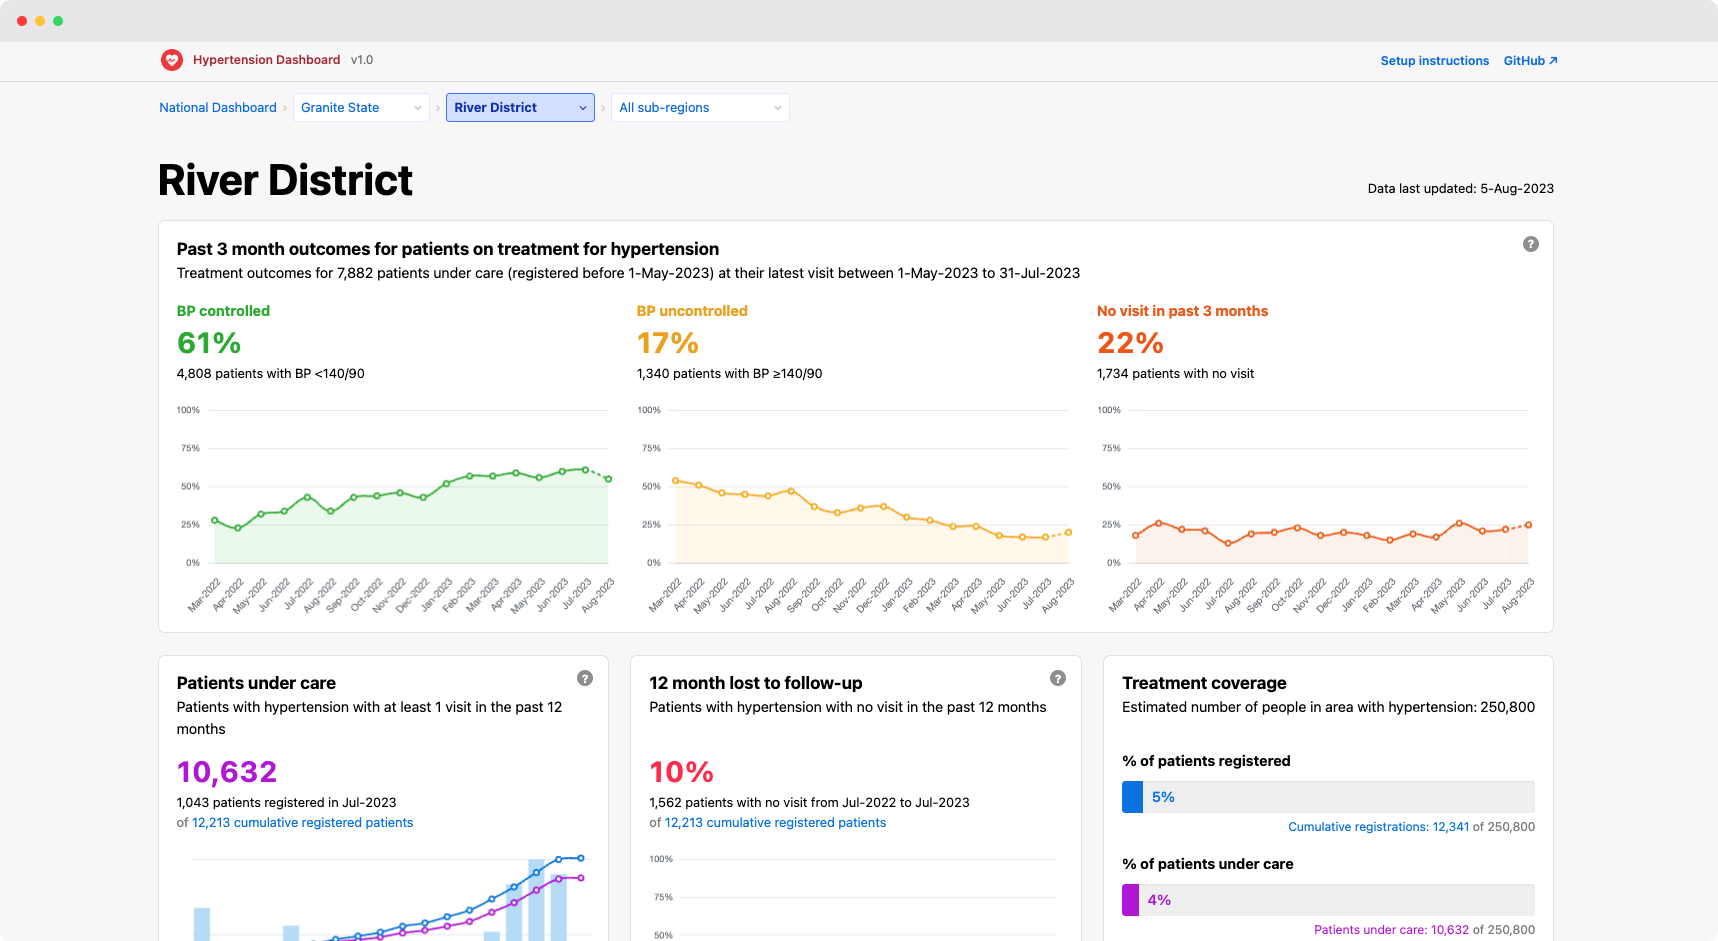 Hypertension Dashboard v1.0
Setup instructions GitHub ↗
National Dashboard › Granite State › River District › All sub-regions
River District
Data last updated: 5-Aug-2023
Past 3 month outcomes for patients on treatment for hypertension
?
Treatment outcomes for 7,882 patients under care (registered before 1-May-2023) at their latest visit between 1-May-2023 to 31-Jul-2023
BP controlled
61%
4,808 patients with BP <140/90
100%
75%
50%
25%
0%
Mar-2022 Apr-2022 May-2022 Jun-2022 Jul-2022 Aug-2022 Sep-2022 Oct-2022 Nov-2022 Dec-2022 Jan-2023 Feb-2023 Mar-2023 Apr-2023 May-2023 Jun-2023 Jul-2023 Aug-2023
BP uncontrolled
17%
1,340 patients with BP ≥140/90
100%
75%
50%
25%
0%
Mar-2022 Apr-2022 May-2022 Jun-2022 Jul-2022 Aug-2022 Sep-2022 Oct-2022 Nov-2022 Dec-2022 Jan-2023 Feb-2023 Mar-2023 Apr-2023 May-2023 Jun-2023 Jul-2023 Aug-2023
No visit in past 3 months
22%
1,734 patients with no visit
100%
75%
50%
25%
0%
Mar-2022 Apr-2022 May-2022 Jun-2022 Jul-2022 Aug-2022 Sep-2022 Oct-2022 Nov-2022 Dec-2022 Jan-2023 Feb-2023 Mar-2023 Apr-2023 May-2023 Jun-2023 Jul-2023 Aug-2023
Patients under care
?
Patients with hypertension with at least 1 visit in the past 12
months
10,632
1,043 patients registered in Jul-2023
of 12,213 cumulative registered patients
12 month lost to follow-up
?
Patients with hypertension with no visit in the past 12 months
10%
1,562 patients with no visit from Jul-2022 to Jul-2023
of 12,213 cumulative registered patients
100%
75%
50%
Treatment coverage
Estimated number of people in area with hypertension: 250,800
% of patients registered
5%
Cumulative registrations: 12,341 of 250,800
% of patients under care
4%
Patients under care: 10,632 of 250,800